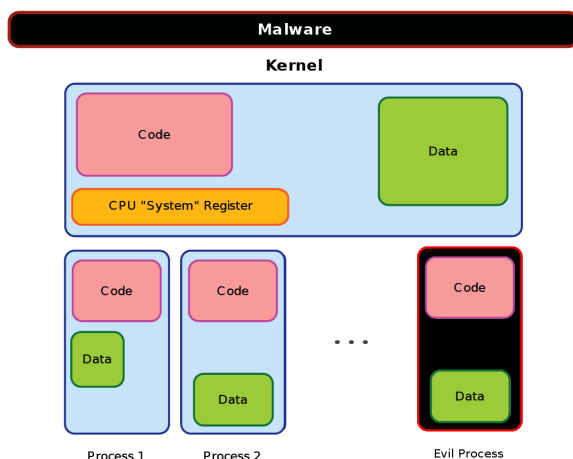 Malware
Kernel
Code
Data
CPU "System" Register
Code
Code
Code
Data
Data
Data
Process 1
Process 2
Evil Process